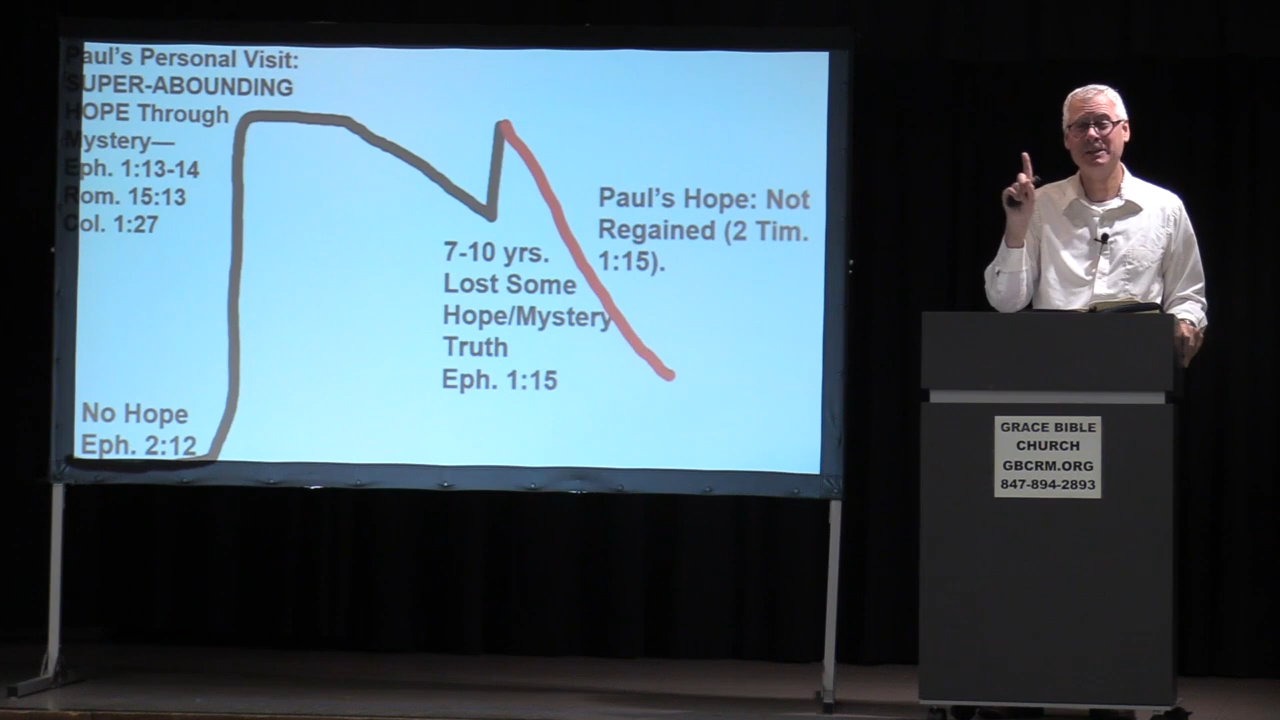 Paul's Personal Visit:
SUPER-ABOUNDING
HOPE Through
Mystery—
Eph. 1:13-14
Rom. 15:13
Col. 1:27
No Hope
Eph. 2:12
7-10 yrs.
Lost Some
Hope/Mystery
Truth
Eph. 1:15
Paul's Hope: Not
Regained (2 Tim.
1:15).
GRACE BIBLE
CHURCH
GBCRM.ORG
847-894-2893